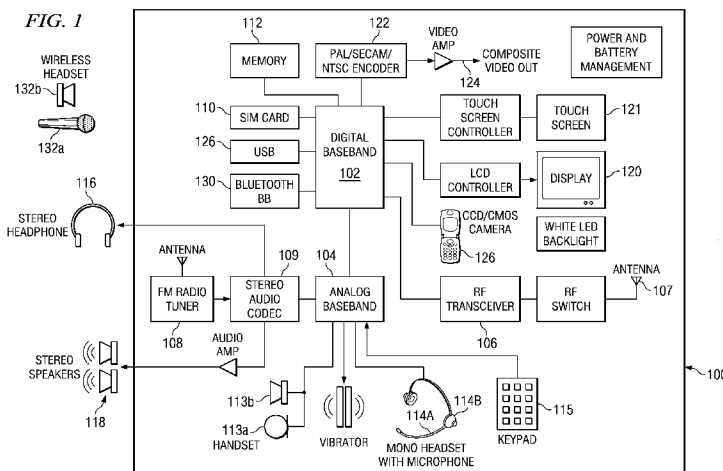 FIG. 1
WIRELESS
HEADSET
132b
132a
116
STEREO
HEADPHONE
STEREO
SPEAKERS
118
112
MEMORY
122
PAL/SECAM/
NTSC ENCODER
VIDEO
AMP
124
COMPOSITE
VIDEO OUT
POWER AND
BATTERY
MANAGEMENT
110
SIM CARD
126
USB
130
BLUETOOTH
BB
DIGITAL
BASEBAND
102
TOUCH
SCREEN
CONTROLLER
TOUCH
SCREEN
121
LCD
CONTROLLER
DISPLAY
120
CCD/CMOS
CAMERA
126
WHITE LED
BACKLIGHT
ANTENNA
FM RADIO
TUNER
108
109
STEREO
AUDIO
CODEC
104
ANALOG
BASEBAND
RF
TRANSCEIVER
106
RF
SWITCH
ANTENNA
107
AUDIO
AMP
113b
113a
HANDSET
VIBRATOR
114A
114B
MONO HEADSET
WITH MICROPHONE
115
KEYPAD
100